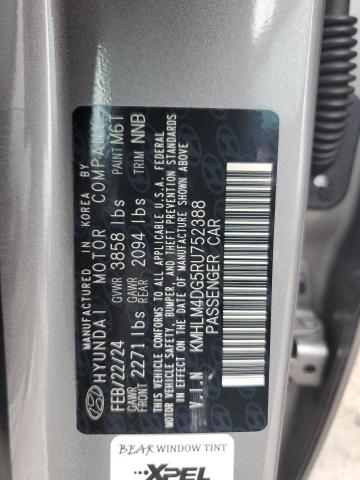 MANUFACTURED IN KOREA BY
HYUNDAI MOTOR COMPANY
FEB/22/24 GVWR 3858 lbs PAINT M6T
GAWR FRONT 2271 lbs GAWR REAR 2094 lbs TRIM NNB
THIS VEHICLE CONFORMS TO ALL APPLICABLE U.S.A. FEDERAL
MOTOR VEHICLE SAFETY, BUMPER, AND THEFT PREVENTION STANDARDS
IN EFFECT ON THE DATE OF MANUFACTURE SHOWN ABOVE.
V.I.N KMHLM4DG5RU752388
PASSENGER CAR
BEAR WINDOW TINT
XPEL